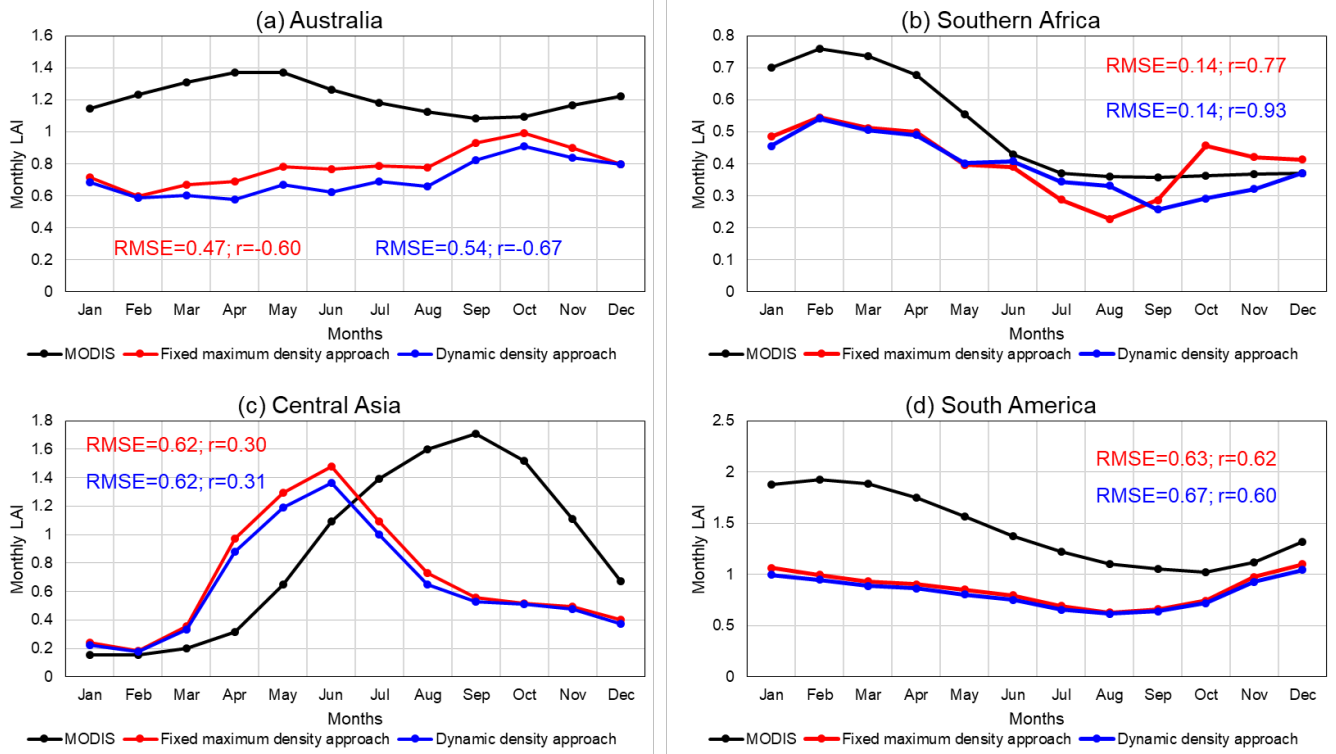 (a) Australia
Monthly LAI
1.6
1.4
1.2
1
0.8
0.6
0.4
0.2
0
RMSE=0.47; r=-0.60
RMSE=0.54; r=-0.67
Jan Feb Mar Apr May Jun Jul Aug Sep Oct Nov Dec
Months
MODIS Fixed maximum density approach Dynamic density approach
(b) Southern Africa
Monthly LAI
0.8
0.7
0.6
0.5
0.4
0.3
0.2
0.1
0
RMSE=0.14; r=0.77
RMSE=0.14; r=0.93
Jan Feb Mar Apr May Jun Jul Aug Sep Oct Nov Dec
Months
MODIS Fixed maximum density approach Dynamic density approach
(c) Central Asia
Monthly LAI
1.8
1.6
1.4
1.2
1
0.8
0.6
0.4
0.2
0
RMSE=0.62; r=0.30
RMSE=0.62; r=0.31
Jan Feb Mar Apr May Jun Jul Aug Sep Oct Nov Dec
Months
MODIS Fixed maximum density approach Dynamic density approach
(d) South America
Monthly LAI
2.5
2
1.5
1
0.5
0
RMSE=0.63; r=0.62
RMSE=0.67; r=0.60
Jan Feb Mar Apr May Jun Jul Aug Sep Oct Nov Dec
Months
MODIS Fixed maximum density approach Dynamic density approach